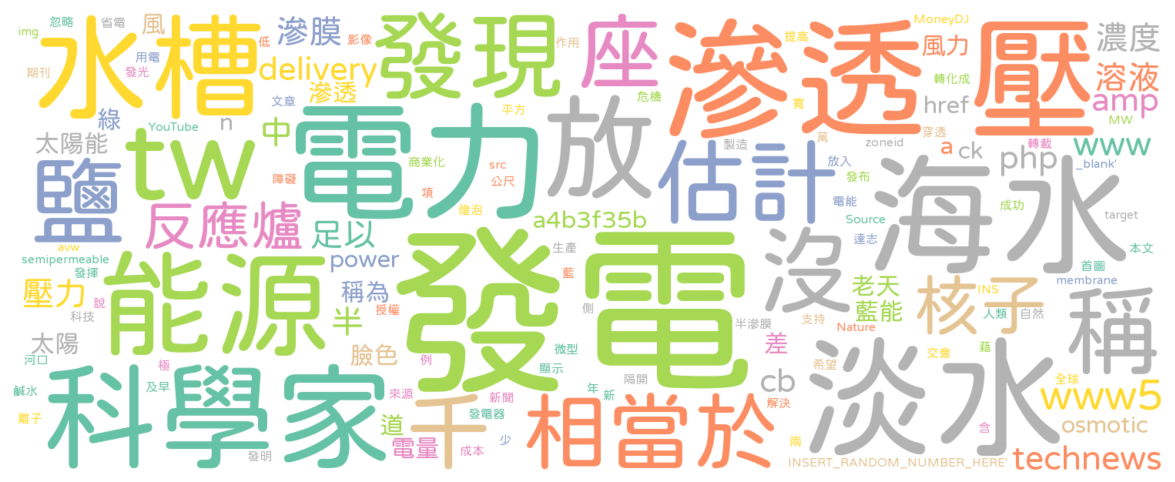 img 忽略 省電 風 滲膜 低 影像 發現 作用 座 危機 滲透壓 提高 MoneyDJ 風力 濃度
水槽 用電 期刊 發光 delivery 滲透 文章 平方 轉化成 溶液
綠 YouTube n 中 電力 放 製造 寬 萬 穿透 zoneid href 轉載 amp MW
太陽能 tw 商業化 src 公尺 障礙 項 燈泡 估計 放入 發布 電能 Source 達志 a ck php www _blank'
鹽 反應爐 足以 a4b3f35b 海水 成功 target 本文
avw semipermeable 發揮 power 生產 藍 側 沒 老天 首圖 membrane
壓力 說 科技 能源 稱為 授權 半 發電 半滲膜 支持 藍能 Nature 核子 INS 人類 自然 稱
太陽 河口 極 臉色 例 微型 顯示 隔開 差 希望 交會 藉
鹹水 及早 科學家 來源 千 新聞 年 新 發電器 cb 解決 淡水 全球 www5
離子 發明 道 電量 成本 少 相當於 兩 含 osmotic
INSERT_RANDOM_NUMBER_HERE' technews